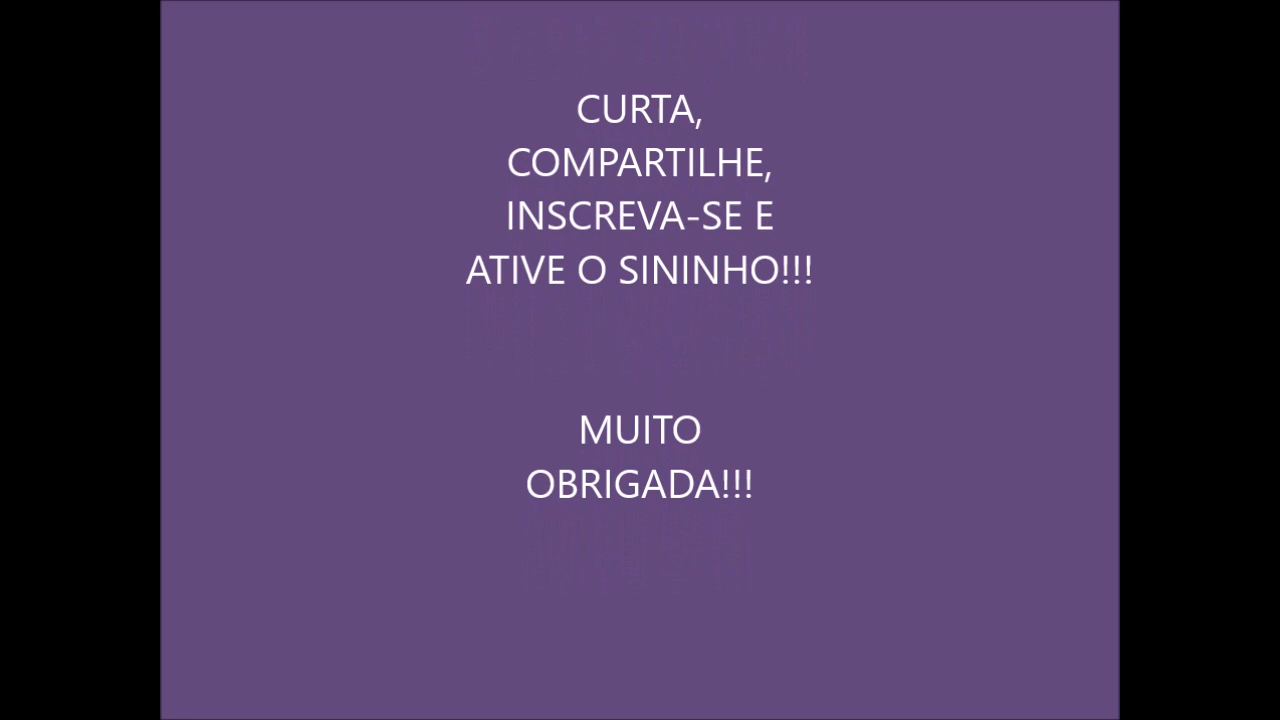 CURTA,
COMPARTILHE,
INSCREVA-SE E
ATIVE O SININHO!!!
MUITO
OBRIGADA!!!